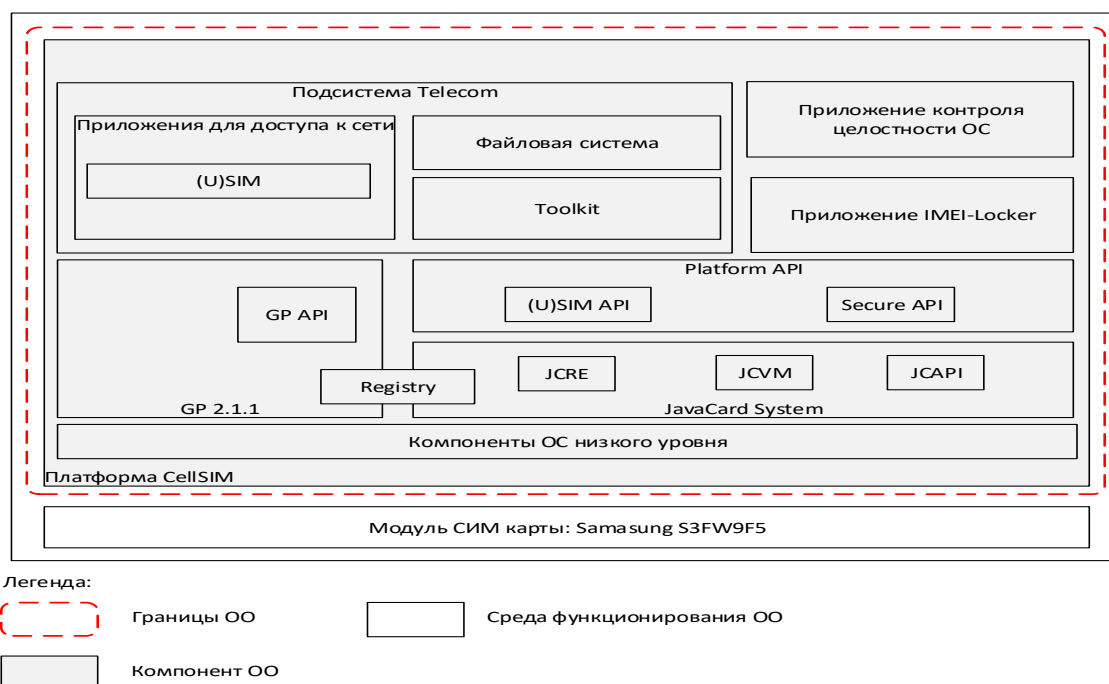 Подсистема Telecom
Приложения для доступа к сети
(U)SIM
Файловая система
Toolkit
Приложение контроля
целостности ОС
Приложение IMEI-Locker
GP API
Registry
GP 2.1.1
Platform API
(U)SIM API
Secure API
JCRE
JCVM
JCAPI
JavaCard System
Компоненты ОС низкого уровня
Платформа CellSIM
Модуль СИМ карты: Samasung S3FW9F5
Легенда:
Границы ОО
Среда функционирования ОО
Компонент ОО